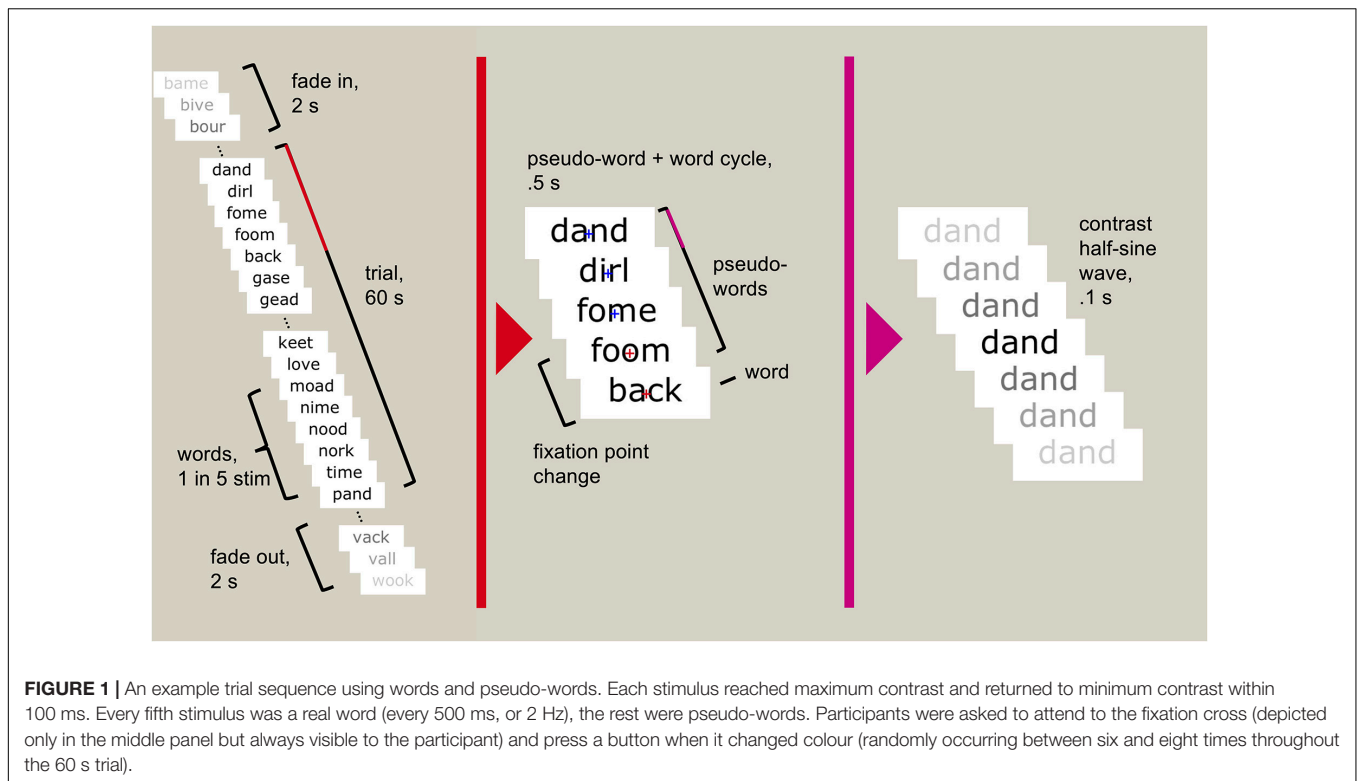 bame
bive
bour
fade in,
2 s
dand
dirl
fome
foom
back
gase
gead
trial,
60 s
keet
love
moad
nime
nood
nork
time
pand
words,
1 in 5 stim
vack
vall
wook
fade out,
2 s
pseudo-word + word cycle,
.5 s
dand
dirl
fome
foom
back
pseudo-
words
word
fixation point
change
dand
dand
dand
dand
dand
dand
dand
contrast
half-sine
wave,
.1 s
FIGURE 1 | An example trial sequence using words and pseudo-words. Each stimulus reached maximum contrast and returned to minimum contrast within
100 ms. Every fifth stimulus was a real word (every 500 ms, or 2 Hz), the rest were pseudo-words. Participants were asked to attend to the fixation cross (depicted
only in the middle panel but always visible to the participant) and press a button when it changed colour (randomly occurring between six and eight times throughout
the 60 s trial).